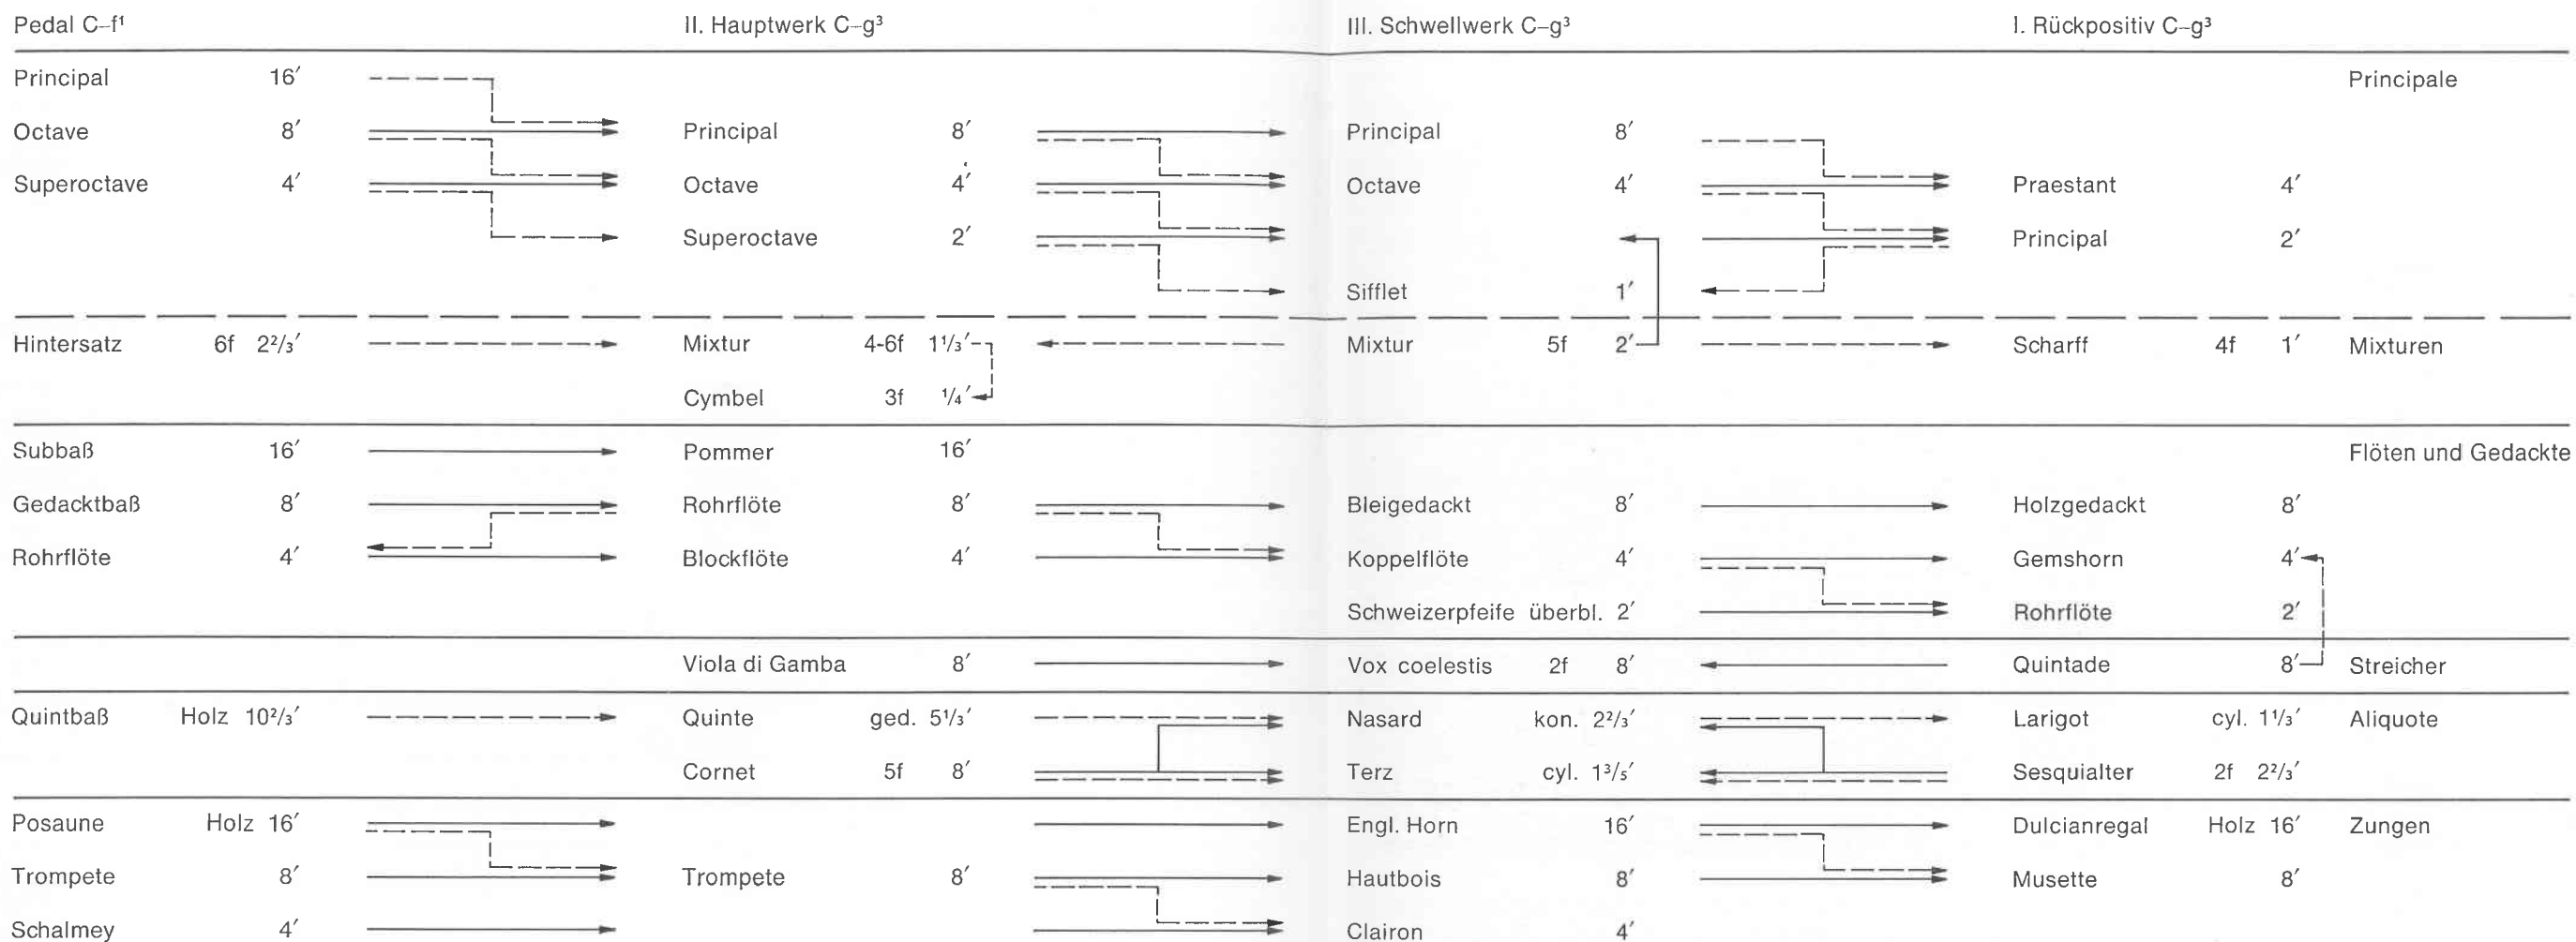 Pedal C–f¹ II. Hauptwerk C–g³ III. Schwellwerk C–g³ I. Rückpositiv C–g³
Principal 16′ Principale
Octave 8′ Principal 8′ Principal 8′
Superoctave 4′ Octave 4′ Octave 4′ Praestant 4′
Superoctave 2′ Principal 2′
Sifflet 1′
Hintersatz 6f 2²/₃′ Mixtur 4-6f 1¹/₃′ Mixtur 5f 2′ Scharff 4f 1′ Mixturen
Cymbel 3f ¹/₄′
Subbaß 16′ Pommer 16′ Flöten und Gedackte
Gedacktbaß 8′ Rohrflöte 8′ Bleigedackt 8′ Holzgedackt 8′
Rohrflöte 4′ Blockflöte 4′ Koppelflöte 4′ Gemshorn 4′
Schweizerpfeife überbl. 2′ Rohrflöte 2′
Viola di Gamba 8′ Vox coelestis 2f 8′ Quintade 8′ Streicher
Quintbaß Holz 10²/₃′ Quinte ged. 5¹/₃′ Nasard kon. 2²/₃′ Larigot cyl. 1¹/₃′ Aliquote
Cornet 5f 8′ Terz cyl. 1³/₅′ Sesquialter 2f 2²/₃′
Posaune Holz 16′ Engl. Horn 16′ Dulcianregal Holz 16′ Zungen
Trompete 8′ Trompete 8′ Hautbois 8′ Musette 8′
Schalmey 4′ Clairon 4′